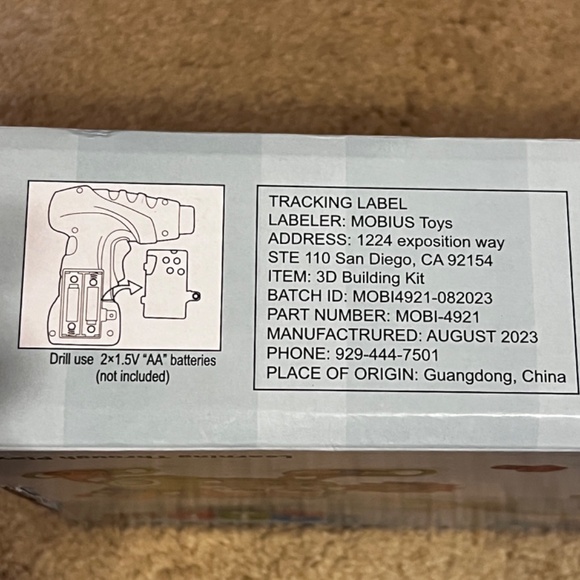 Drill use 2×1.5V "AA" batteries
(not included)
TRACKING LABEL
LABELER: MOBIUS Toys
ADDRESS: 1224 exposition way
STE 110 San Diego, CA 92154
ITEM: 3D Building Kit
BATCH ID: MOBI4921-082023
PART NUMBER: MOBI-4921
MANUFACTRURED: AUGUST 2023
PHONE: 929-444-7501
PLACE OF ORIGIN: Guangdong, China
Learning Through